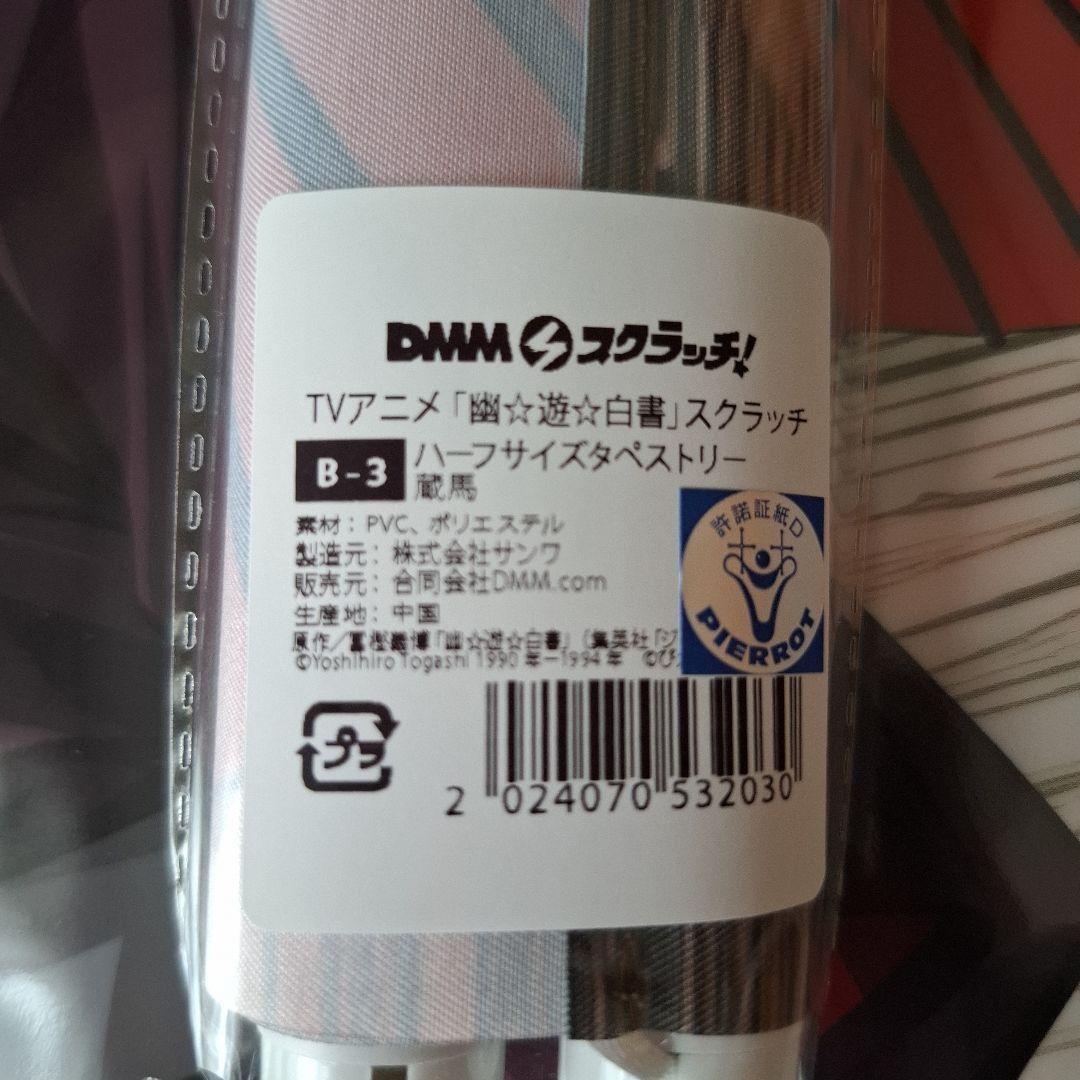 DMM スクラッチ!
TVアニメ「幽☆遊☆白書」スクラッチ
B-3 ハーフサイズタペストリー
蔵馬
素材: PVC、ポリエステル
製造元: 株式会社サンワ
販売元: 合同会社DMM.com
生産地: 中国
原作/冨樫義博「幽☆遊☆白書」(集英社「ジ
©Yoshihiro Togashi 1990年-1994年 ©ぴ
許諾証紙D
PIERROT
プラ
2 024070 532030